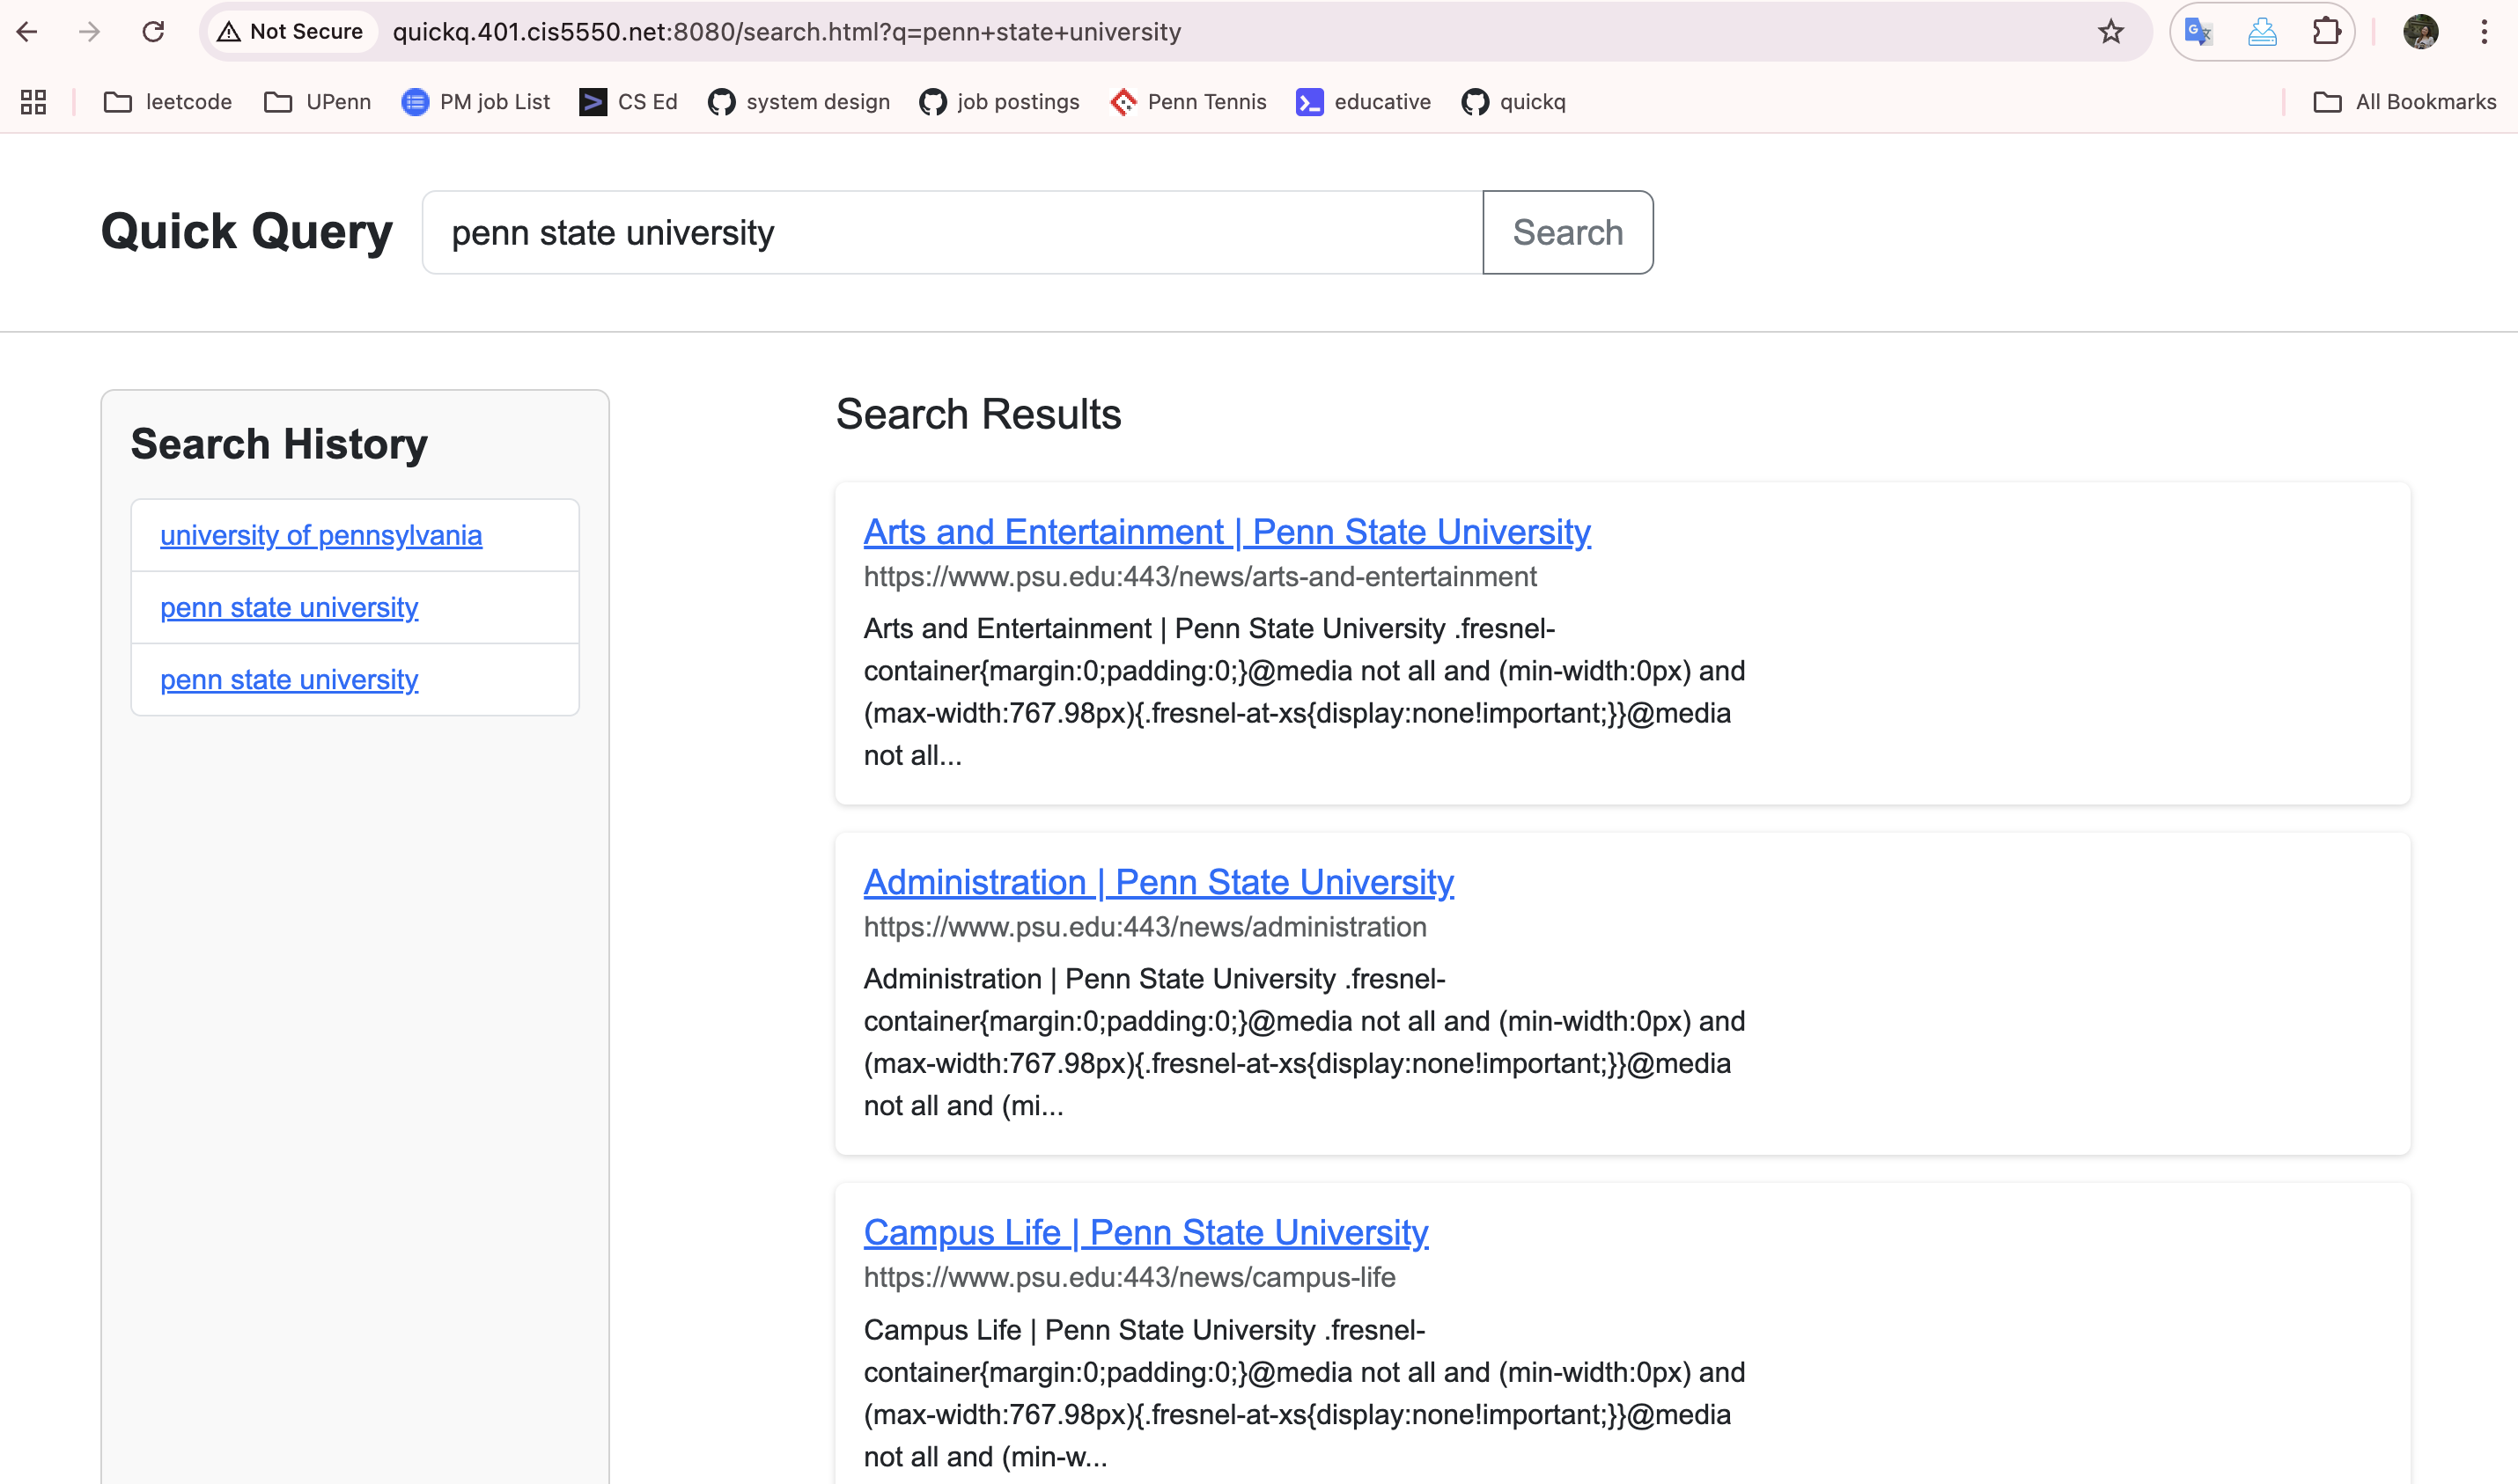 Not Secure quickq.401.cis5550.net:8080/search.html?q=penn+state+university
leetcode UPenn PM job List CS Ed system design job postings Penn Tennis educative quickq All Bookmarks
Quick Query penn state university Search
Search History
university of pennsylvania
penn state university
penn state university
Search Results
Arts and Entertainment | Penn State University
https://www.psu.edu:443/news/arts-and-entertainment
Arts and Entertainment | Penn State University .fresnel-
container{margin:0;padding:0;}@media not all and (min-width:0px) and
(max-width:767.98px){.fresnel-at-xs{display:none!important;}}@media
not all...
Administration | Penn State University
https://www.psu.edu:443/news/administration
Administration | Penn State University .fresnel-
container{margin:0;padding:0;}@media not all and (min-width:0px) and
(max-width:767.98px){.fresnel-at-xs{display:none!important;}}@media
not all and (mi...
Campus Life | Penn State University
https://www.psu.edu:443/news/campus-life
Campus Life | Penn State University .fresnel-
container{margin:0;padding:0;}@media not all and (min-width:0px) and
(max-width:767.98px){.fresnel-at-xs{display:none!important;}}@media
not all and (min-w...